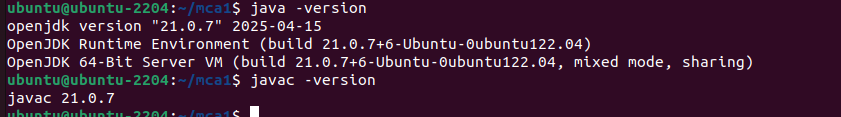 ubuntu@ubuntu-2204:~/mca1$ java -version
openjdk version "21.0.7" 2025-04-15
OpenJDK Runtime Environment (build 21.0.7+6-Ubuntu-0ubuntu122.04)
OpenJDK 64-Bit Server VM (build 21.0.7+6-Ubuntu-0ubuntu122.04, mixed mode, sharing)
ubuntu@ubuntu-2204:~/mca1$ javac -version
javac 21.0.7
ubuntu@ubuntu-2204:~/mca1$